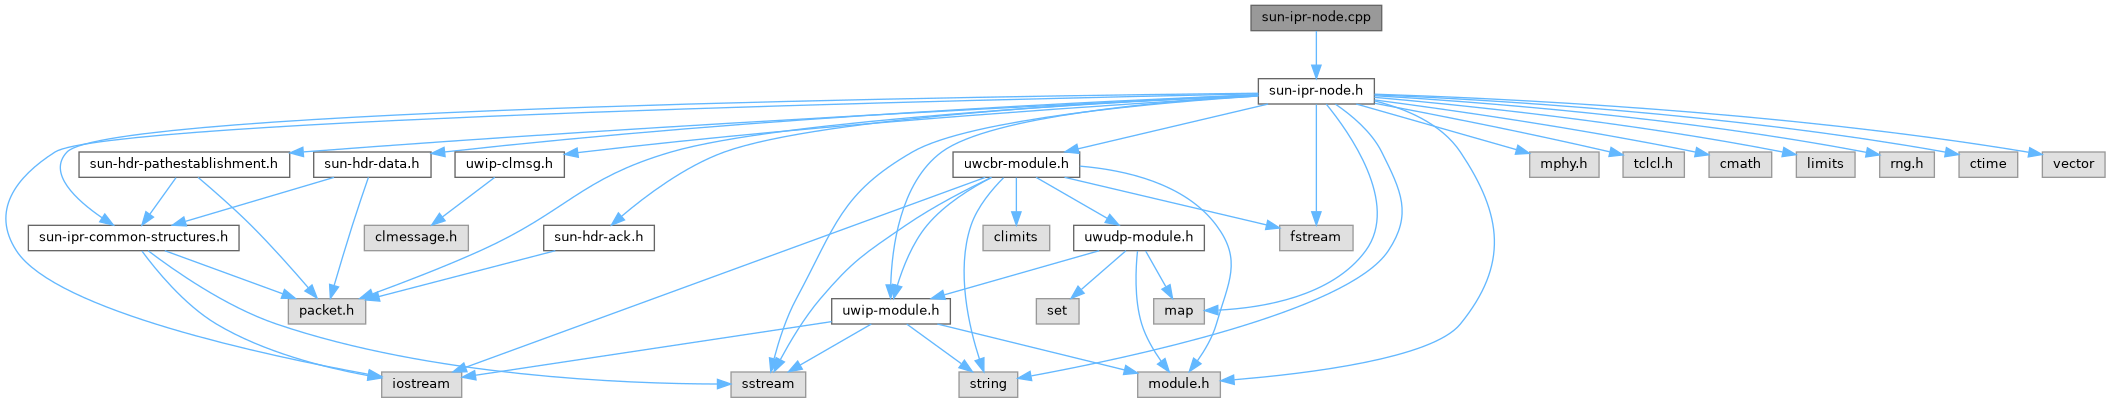 sun-ipr-node.cpp
sun-ipr-node.h
sun-hdr-pathestablishment.h
sun-hdr-data.h
uwip-clmsg.h
uwcbr-module.h
mphy.h
tclcl.h
cmath
limits
rng.h
ctime
vector
sun-ipr-common-structures.h
clmessage.h
sun-hdr-ack.h
climits
uwudp-module.h
fstream
packet.h
uwip-module.h
set
map
iostream
sstream
string
module.h